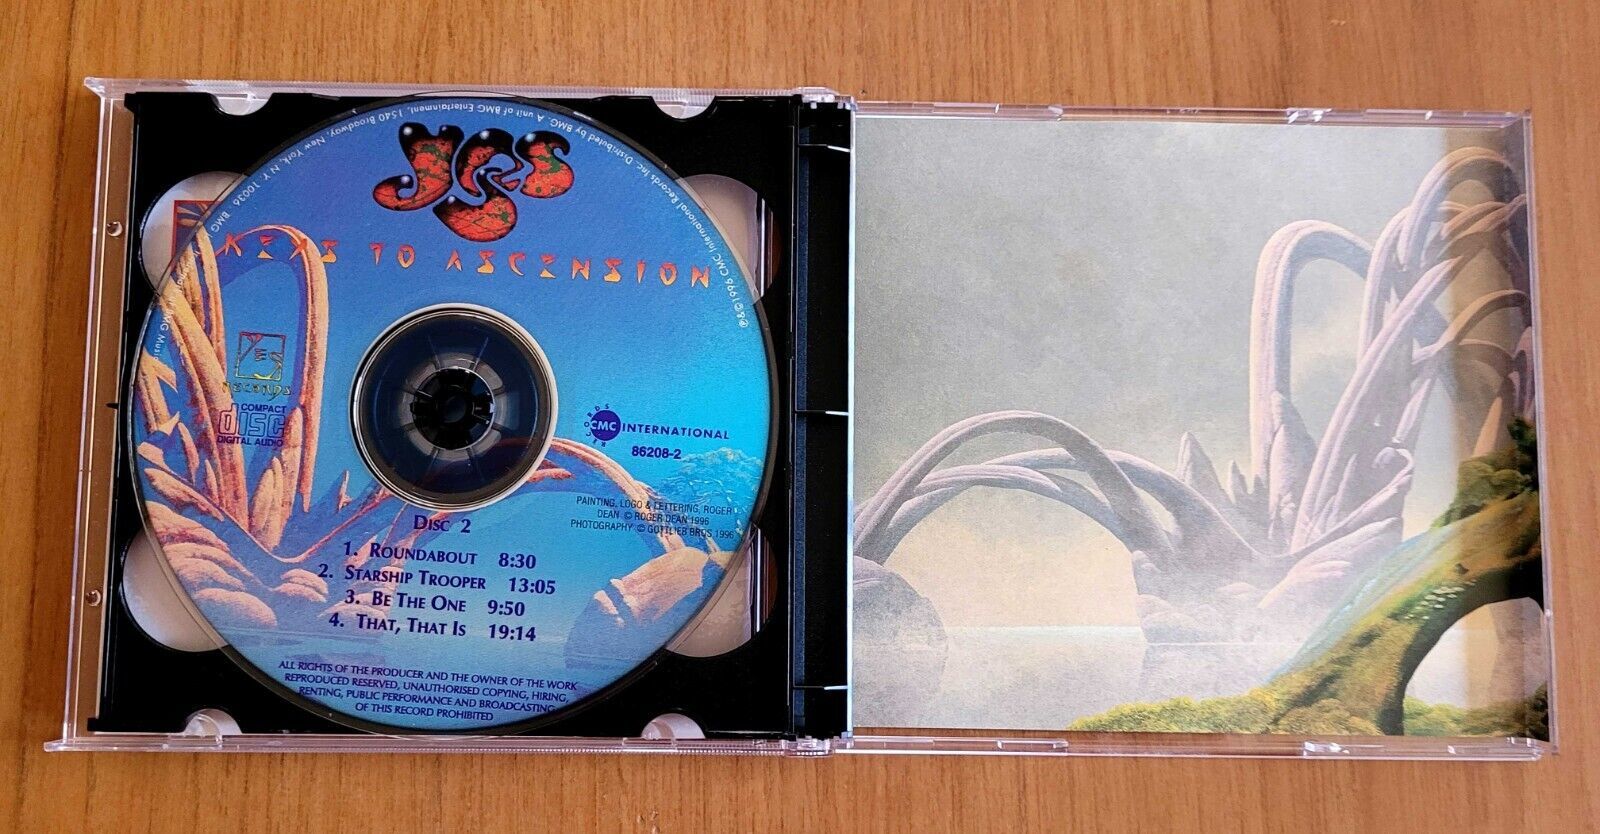 YES
KEYS TO ASCENSION
YES
RECORDS
COMPACT
disc
DIGITAL AUDIO
RECORDS
CMC INTERNATIONAL
86208-2
PAINTING, LOGO & LETTERING, ROGER
DEAN © ROGER DEAN 1996
PHOTOGRAPHY © GOTTLIEB BROS 1996
DISC 2
1. ROUNDABOUT 8:30
2. STARSHIP TROOPER 13:05
3. BE THE ONE 9:50
4. THAT, THAT IS 19:14
ALL RIGHTS OF THE PRODUCER AND THE OWNER OF THE WORK
REPRODUCED RESERVED, UNAUTHORISED COPYING, HIRING,
RENTING, PUBLIC PERFORMANCE AND BROADCASTING
OF THIS RECORD PROHIBITED
℗&©1996 CMC International Records Inc. Distributed by BMG. A unit of BMG Entertainment, 1540 Broadway, New York, N.Y. 10036 BMG
BMG Music